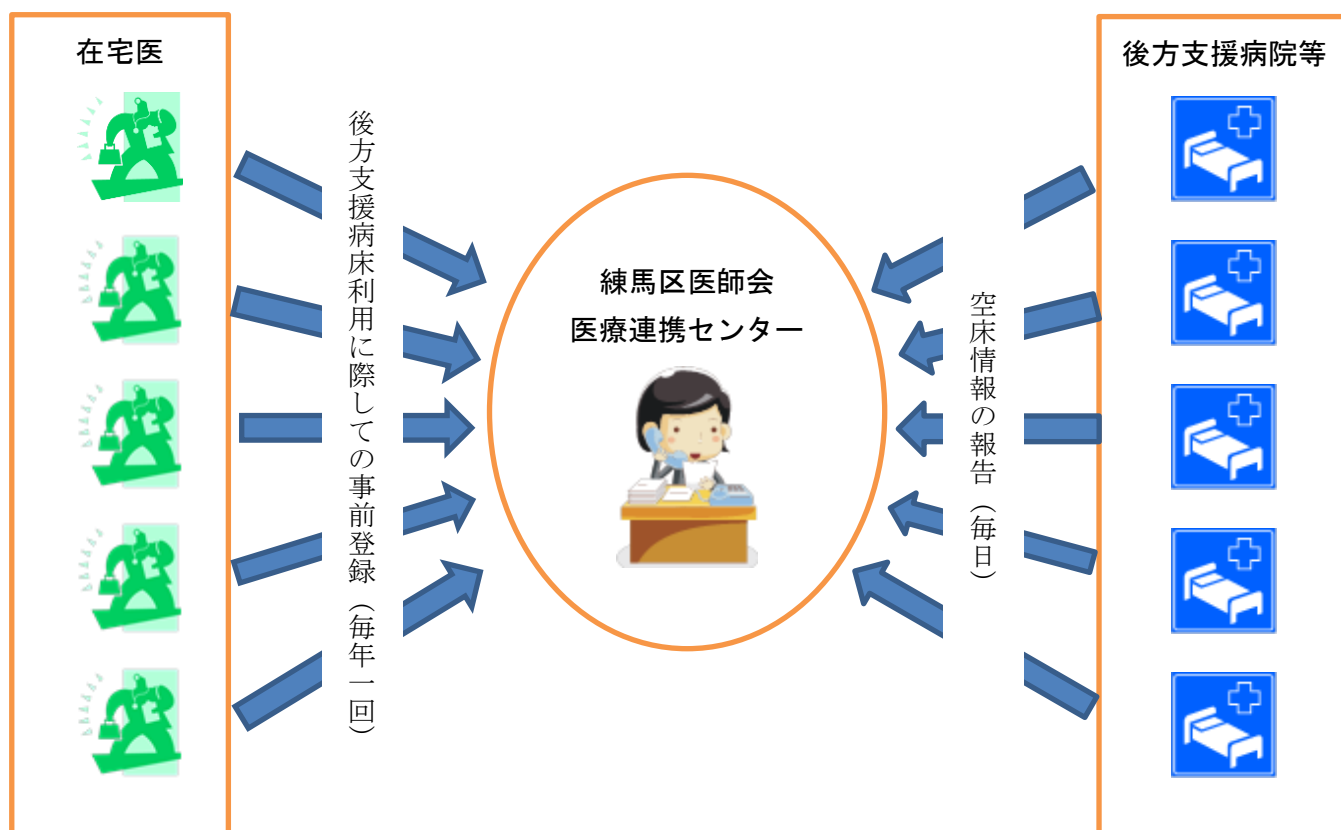 在宅医
後方支援病床利用に際しての事前登録（毎年一回）
練馬区医師会
医療連携センター
空床情報の報告（毎日）
後方支援病院等